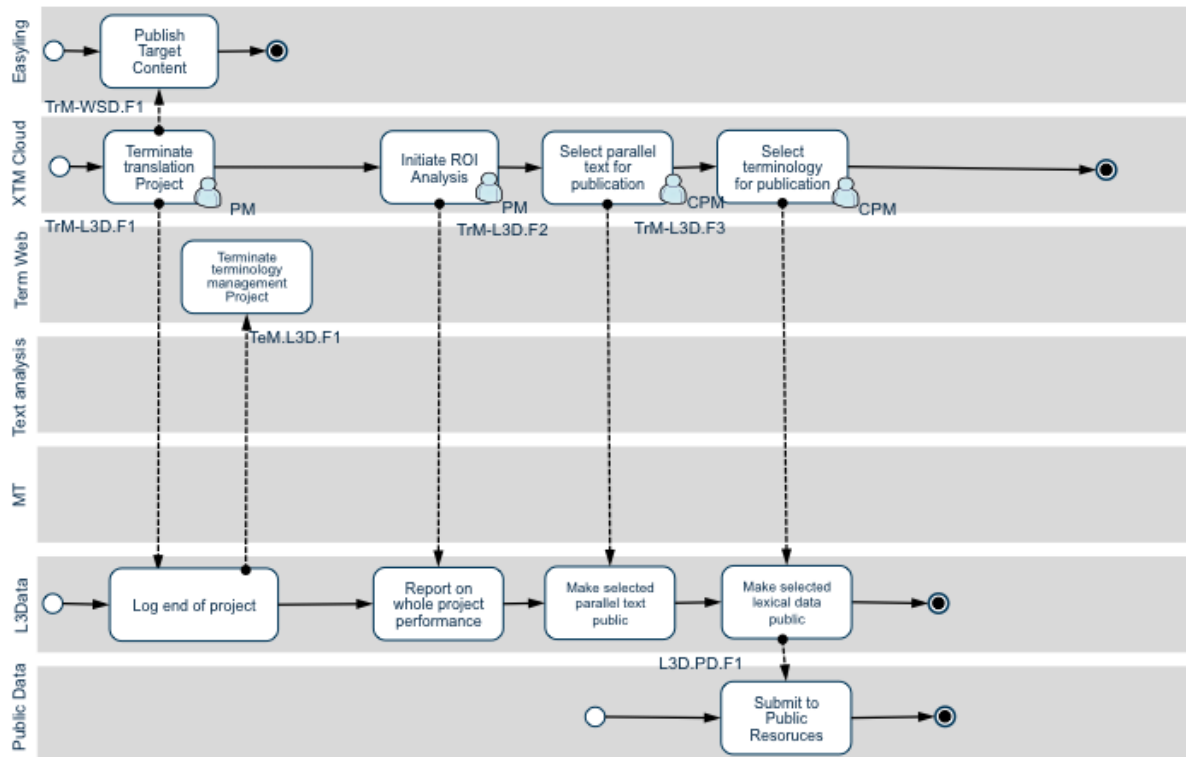 Easyling
Publish
Target
Content
TrM-WSD.F1
XTM Cloud
Terminate
translation
Project
PM
Initiate ROI
Analysis
PM
Select parallel
text for
publication
CPM
Select
terminology
for publication
CPM
TrM-L3D.F1
TrM-L3D.F2
TrM-L3D.F3
Term Web
Terminate
terminology
management
Project
TeM.L3D.F1
Text analysis
MT
L3Data
Log end of project
Report on
whole project
performance
Make selected
parallel text
public
Make selected
lexical data
public
L3D.PD.F1
Public Data
Submit to
Public
Resoruces